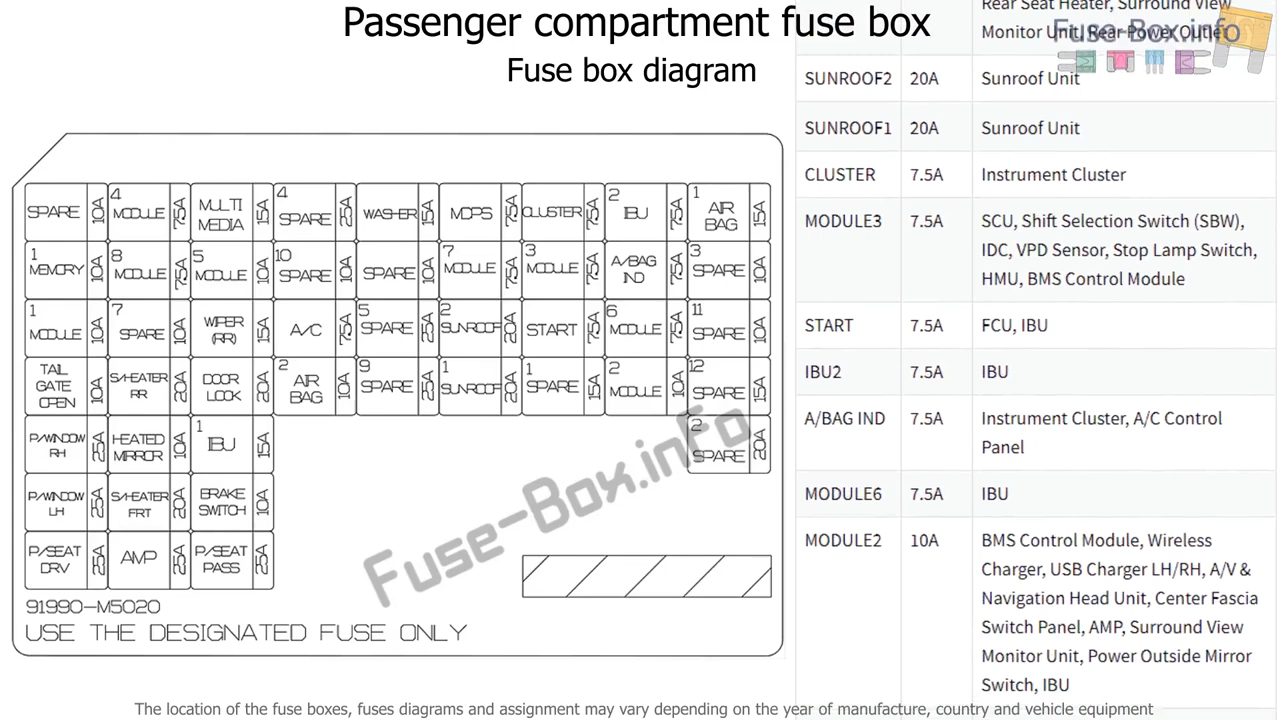 Passenger compartment fuse box
Fuse box diagram
SPARE 10A
4 MODULE 7.5A
MULTI MEDIA 15A
4 SPARE 25A
WASHER 15A
MDPS 7.5A
CLUSTER 7.5A
2 IBU 7.5A
1 AIR BAG 15A
1 MEMORY 10A
8 MODULE 7.5A
5 MODULE 10A
10 SPARE 10A
SPARE 10A
7 MODULE 7.5A
3 MODULE 7.5A
A/BAG IND 7.5A
3 SPARE 10A
1 MODULE 10A
7 SPARE 10A
WIPER (RR) 15A
A/C 7.5A
5 SPARE 25A
2 SUNROOF 20A
START 7.5A
6 MODULE 7.5A
11 SPARE 10A
TAIL GATE OPEN 10A
S/HEATER RR 20A
DOOR LOCK 20A
2 AIR BAG 10A
9 SPARE 25A
1 SUNROOF 20A
1 SPARE 15A
2 MODULE 10A
12 SPARE 15A
P/WINDOW RH 25A
HEATED MIRROR 10A
1 IBU 15A
2 SPARE 20A
P/WINDOW LH 25A
S/HEATER FRT 20A
BRAKE SWITCH 10A
P/SEAT DRV 25A
AMP 25A
P/SEAT PASS 25A
91990-M5020
USE THE DESIGNATED FUSE ONLY
Fuse-Box.info
Rear Seat Heater, Surround View
Monitor Unit, Rear Power Outlet
Fuse-Box.info
SUNROOF2 20A Sunroof Unit
SUNROOF1 20A Sunroof Unit
CLUSTER 7.5A Instrument Cluster
MODULE3 7.5A SCU, Shift Selection Switch (SBW),
IDC, VPD Sensor, Stop Lamp Switch,
HMU, BMS Control Module
START 7.5A FCU, IBU
IBU2 7.5A IBU
A/BAG IND 7.5A Instrument Cluster, A/C Control
Panel
MODULE6 7.5A IBU
MODULE2 10A BMS Control Module, Wireless
Charger, USB Charger LH/RH, A/V &
Navigation Head Unit, Center Fascia
Switch Panel, AMP, Surround View
Monitor Unit, Power Outside Mirror
Switch, IBU
The location of the fuse boxes, fuses diagrams and assignment may vary depending on the year of manufacture, country and vehicle equipment